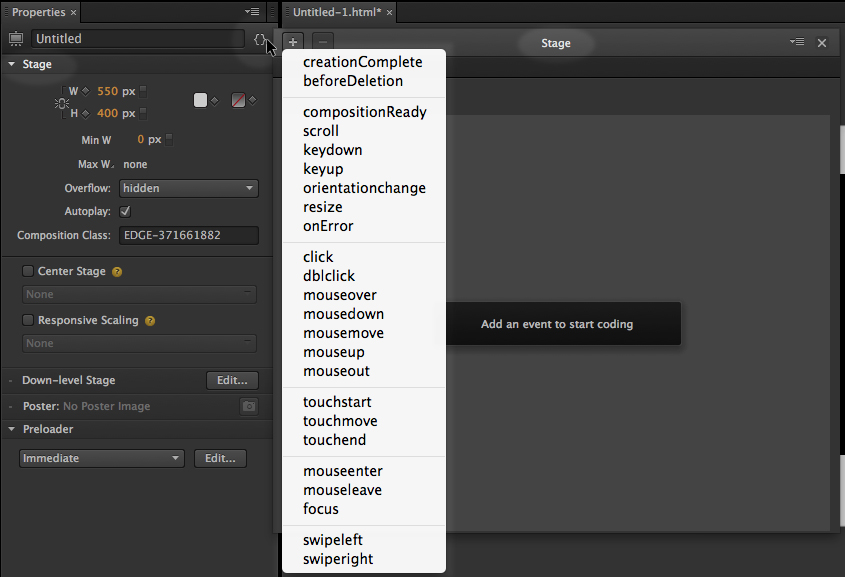 Properties ×
Untitled-1.html* ×
Untitled
{}
+ −
Stage
Stage
W 550 px
H 400 px
Min W 0 px
Max W none
Overflow: hidden
Autoplay:
Composition Class: EDGE-371661882
Center Stage ?
None
Responsive Scaling ?
None
Down-level Stage Edit...
Poster: No Poster Image
Preloader
Immediate Edit...
creationComplete
beforeDeletion
compositionReady
scroll
keydown
keyup
orientationchange
resize
onError
click
dblclick
mouseover
mousedown
mousemove
mouseup
mouseout
touchstart
touchmove
touchend
mouseenter
mouseleave
focus
swipeleft
swiperight
Add an event to start coding